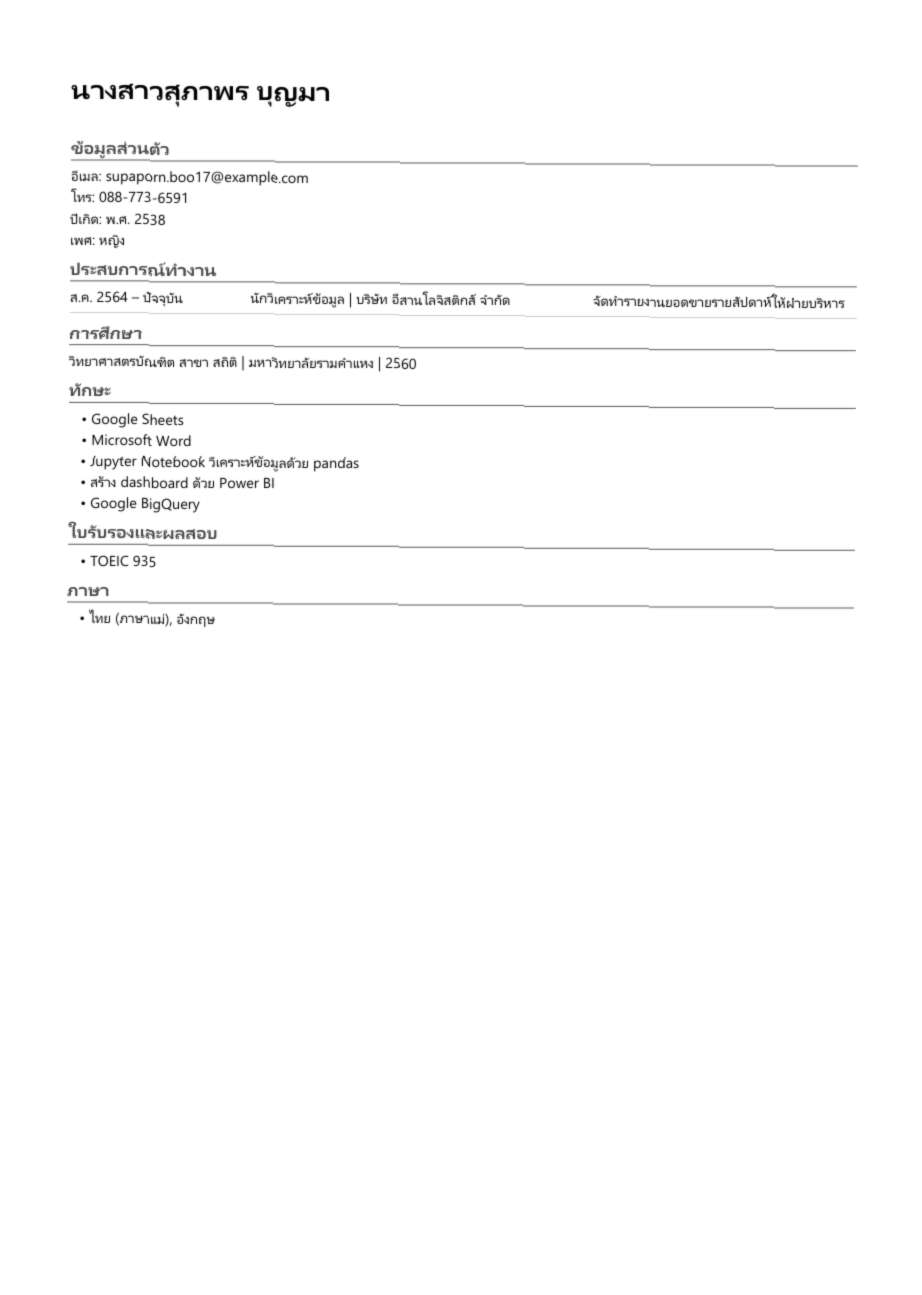 นางสาวสุภาพร บุญมา
ข้อมูลส่วนตัว
อีเมล: supaporn.boo17@example.com
โทร: 088-773-6591
ปีเกิด: พ.ศ. 2538
เพศ: หญิง
ประสบการณ์ทำงาน
ส.ค. 2564 – ปัจจุบัน นักวิเคราะห์ข้อมูล | บริษัท อีสานโลจิสติกส์ จำกัด จัดทำรายงานยอดขายรายสัปดาห์ให้ฝ่ายบริหาร
การศึกษา
วิทยาศาสตรบัณฑิต สาขา สถิติ | มหาวิทยาลัยรามคำแหง | 2560
ทักษะ
• Google Sheets
• Microsoft Word
• Jupyter Notebook วิเคราะห์ข้อมูลด้วย pandas
• สร้าง dashboard ด้วย Power BI
• Google BigQuery
ใบรับรองและผลสอบ
• TOEIC 935
ภาษา
• ไทย (ภาษาแม่), อังกฤษ